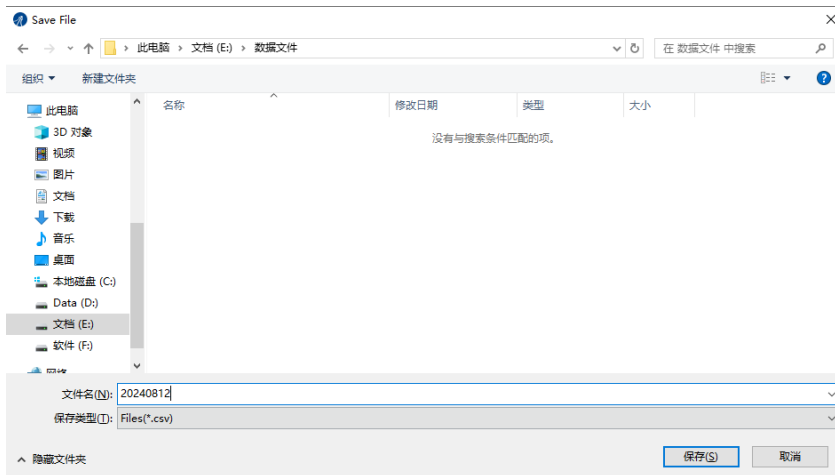 Save File
此电脑 › 文档 (E:) › 数据文件
在 数据文件 中搜索
组织 新建文件夹
名称 修改日期 类型 大小
没有与搜索条件匹配的项。
此电脑
3D 对象
视频
图片
文档
下载
音乐
桌面
本地磁盘 (C:)
Data (D:)
文档 (E:)
软件 (F:)
文件名(N): 20240812
保存类型(T): Files(*.csv)
隐藏文件夹 保存(S) 取消